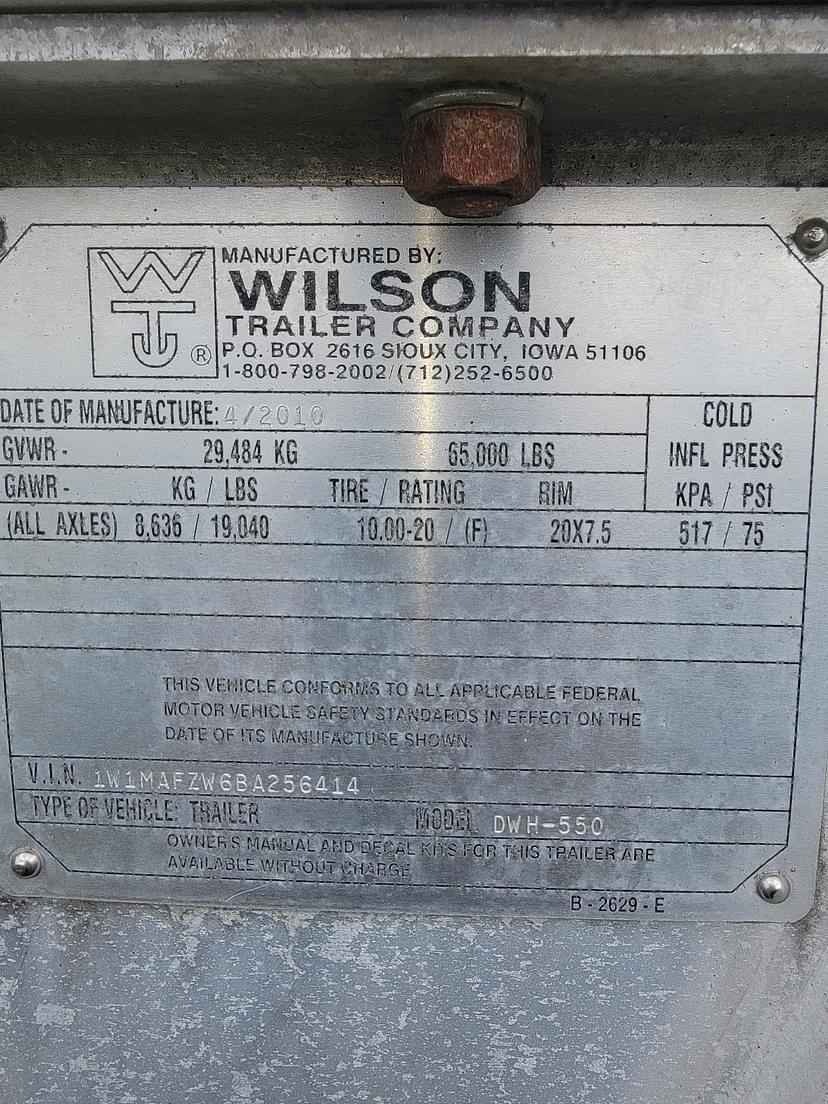 WT ®
MANUFACTURED BY:
WILSON
TRAILER COMPANY
P.O. BOX 2616 SIOUX CITY, IOWA 51106
1-800-798-2002/(712)252-6500
DATE OF MANUFACTURE: 4/2010
COLD
GVWR - 29,484 KG 65,000 LBS INFL PRESS
GAWR - KG / LBS TIRE / RATING RIM KPA / PSI
(ALL AXLES) 8,636 / 19,040 10.00-20 / (F) 20X7.5 517 / 75
THIS VEHICLE CONFORMS TO ALL APPLICABLE FEDERAL
MOTOR VEHICLE SAFETY STANDARDS IN EFFECT ON THE
DATE OF ITS MANUFACTURE SHOWN.
V.I.N. 1W1MAFZW6BA256414
TYPE OF VEHICLE: TRAILER MODEL DWH-550
OWNER'S MANUAL AND DECAL KITS FOR THIS TRAILER ARE
AVAILABLE WITHOUT CHARGE
B - 2629 - E